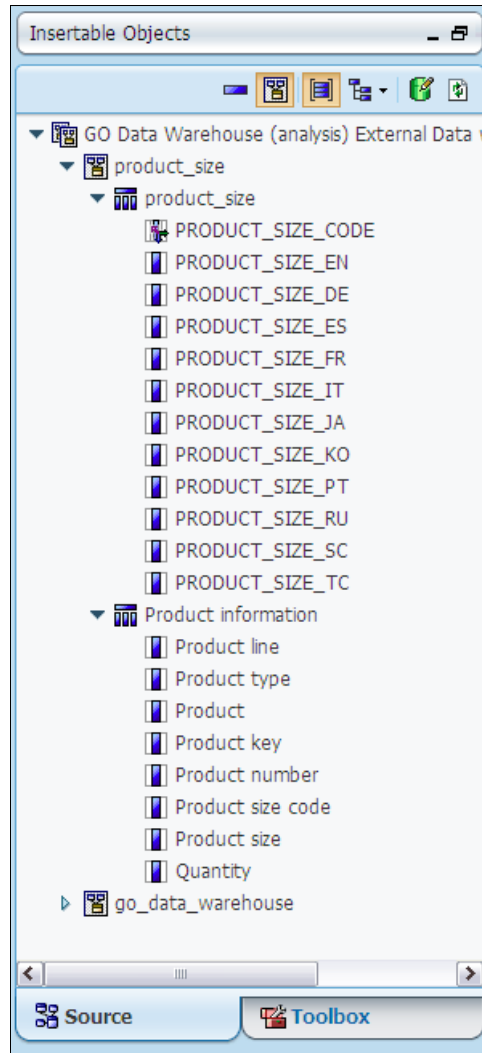 Insertable Objects
GO Data Warehouse (analysis) External Data
product_size
product_size
PRODUCT_SIZE_CODE
PRODUCT_SIZE_EN
PRODUCT_SIZE_DE
PRODUCT_SIZE_ES
PRODUCT_SIZE_FR
PRODUCT_SIZE_IT
PRODUCT_SIZE_JA
PRODUCT_SIZE_KO
PRODUCT_SIZE_PT
PRODUCT_SIZE_RU
PRODUCT_SIZE_SC
PRODUCT_SIZE_TC
Product information
Product line
Product type
Product
Product key
Product number
Product size code
Product size
Quantity
go_data_warehouse
Source
Toolbox